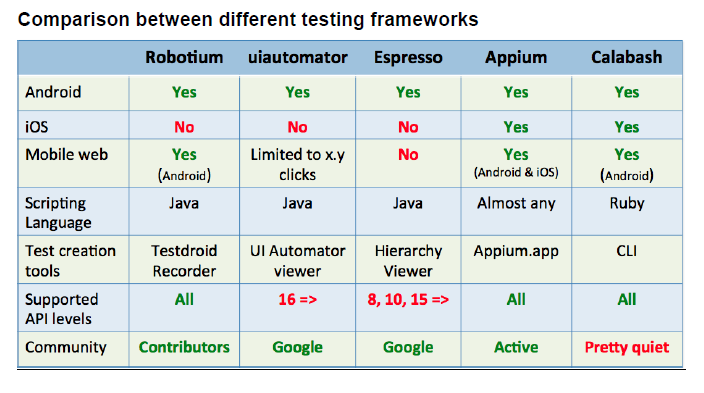 Comparison between different testing frameworks
Robotium uiautomator Espresso Appium Calabash
Android Yes Yes Yes Yes Yes
iOS No No No Yes Yes
Mobile web Yes (Android) Limited to x.y clicks No Yes (Android & iOS) Yes (Android)
Scripting Language Java Java Java Almost any Ruby
Test creation tools Testdroid Recorder UI Automator viewer Hierarchy Viewer Appium.app CLI
Supported API levels All 16 => 8, 10, 15 => All All
Community Contributors Google Google Active Pretty quiet